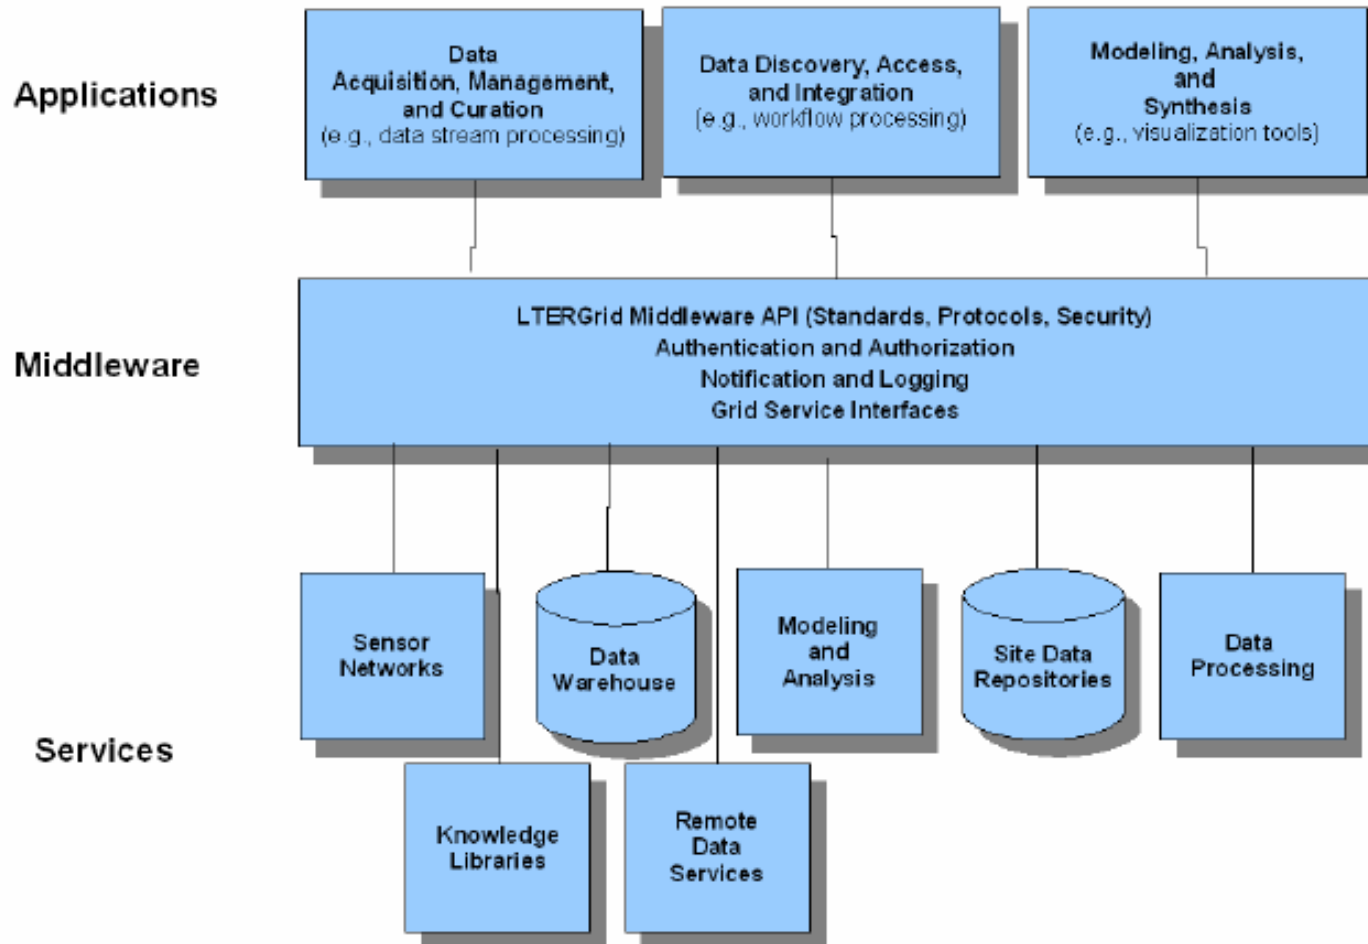 Applications
Data
Acquisition, Management,
and Curation
(e.g., data stream processing)
Data Discovery, Access,
and Integration
(e.g., workflow processing)
Modeling, Analysis,
and
Synthesis
(e.g., visualization tools)
Middleware
LTERGrid Middleware API (Standards, Protocols, Security)
Authentication and Authorization
Notification and Logging
Grid Service Interfaces
Services
Sensor
Networks
Data
Warehouse
Modeling
and
Analysis
Site Data
Repositories
Data
Processing
Knowledge
Libraries
Remote
Data
Services